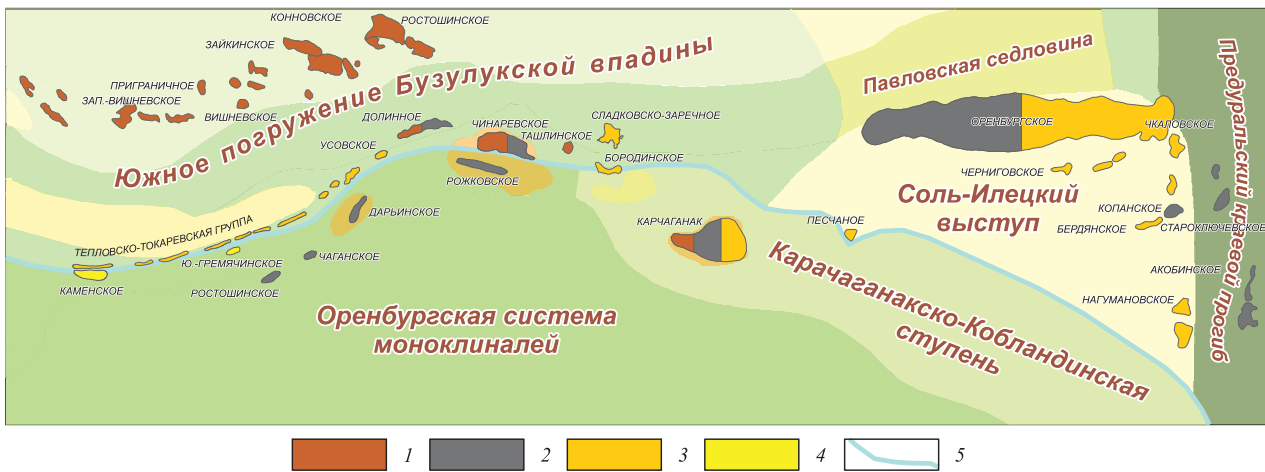 КОННОВСКОЕ
РОСТОШИНСКОЕ
ЗАЙКИНСКОЕ
ПРИГРАНИЧНОЕ
ЗАП.-ВИШНЕВСКОЕ
ВИШНЕВСКОЕ
Южное погружение Бузулукской впадины
Павловская седловина
Предуральский краевой прогиб
ДОЛИННОЕ
ЧИНАРЕВСКОЕ
ТАШЛИНСКОЕ
СЛАДКОВСКО-ЗАРЕЧНОЕ
ОРЕНБУРГСКОЕ
ЧКАЛОВСКОЕ
УСОВСКОЕ
БОРОДИНСКОЕ
РОЖКОВСКОЕ
ЧЕРНИГОВСКОЕ
Соль-Илецкий
выступ
ДАРЬИНСКОЕ
КАРЧАГАНАК
ПЕСЧАНОЕ
КОПАНСКОЕ
БЕРДЯНСКОЕ
СТАРОКЛЮЧЕВСКОЕ
ТЕПЛОВСКО-ТОКАРЕВСКАЯ ГРУППА
Ю.-ГРЕМЯЧИНСКОЕ
ЧАГАНСКОЕ
КАМЕНСКОЕ
РОСТОШИНСКОЕ
АКОБИНСКОЕ
НАГУМАНОВСКОЕ
Карачаганакско-Кобландинская
ступень
Оренбургская система
моноклиналей
1
2
3
4
5